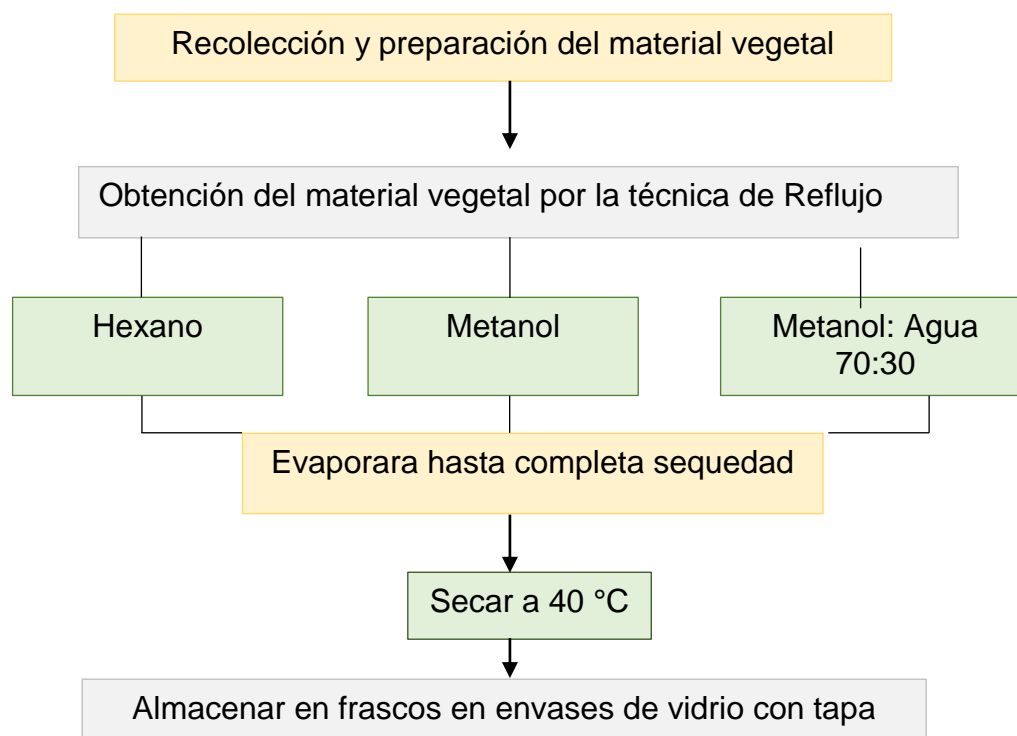 Recolección y preparación del material vegetal
Obtención del material vegetal por la técnica de Reflujo
Hexano
Metanol
Metanol: Agua
70:30
Evaporara hasta completa sequedad
Secar a 40 °C
Almacenar en frascos en envases de vidrio con tapa